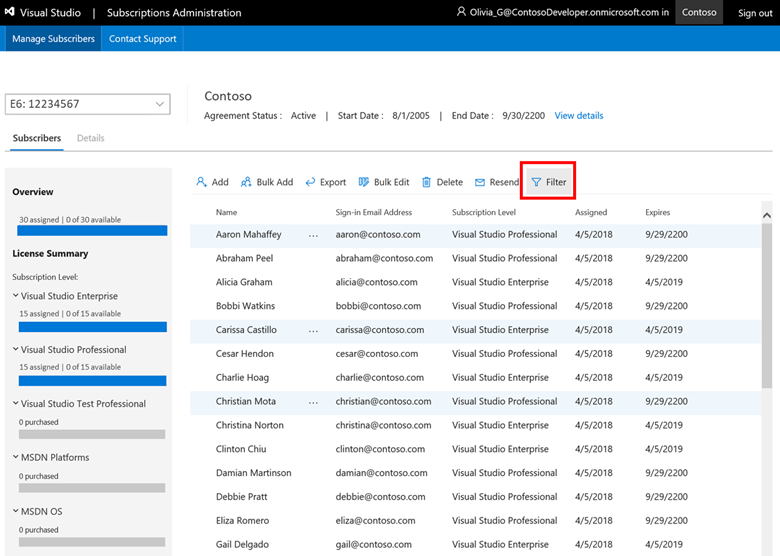 Visual Studio | Subscriptions Administration Olivia_G@ContosoDeveloper.onmicrosoft.com in Contoso Sign out
Manage Subscribers Contact Support
E6: 12234567
Contoso
Agreement Status : Active | Start Date : 8/1/2005 | End Date : 9/30/2200 View details
Subscribers Details
Overview
30 assigned | 0 of 30 available
License Summary
Subscription Level:
Visual Studio Enterprise
15 assigned | 0 of 15 available
Visual Studio Professional
15 assigned | 0 of 15 available
Visual Studio Test Professional
0 purchased
MSDN Platforms
0 purchased
MSDN OS
0 purchased
Add Bulk Add Export Bulk Edit Delete Resend Filter
Name Sign-in Email Address Subscription Level Assigned Expires
Aaron Mahaffey ... aaron@contoso.com Visual Studio Professional 4/5/2018 9/29/2200
Abraham Peel abraham@contoso.com Visual Studio Professional 4/5/2018 9/29/2200
Alicia Graham alicia@contoso.com Visual Studio Enterprise 4/5/2018 4/5/2019
Bobbi Watkins bobbi@contoso.com Visual Studio Professional 4/5/2018 9/29/2200
Carissa Castillo ... carissa@contoso.com Visual Studio Enterprise 4/5/2018 4/5/2019
Cesar Hendon cesar@contoso.com Visual Studio Professional 4/5/2018 9/29/2200
Charlie Hoag charlie@contoso.com Visual Studio Enterprise 4/5/2018 4/5/2019
Christian Mota ... christian@contoso.com Visual Studio Professional 4/5/2018 9/29/2200
Christina Norton christina@contoso.com Visual Studio Enterprise 4/5/2018 4/5/2019
Clinton Chiu clinton@contoso.com Visual Studio Enterprise 4/5/2018 4/5/2019
Damian Martinson damian@contoso.com Visual Studio Professional 4/5/2018 9/29/2200
Debbie Pratt debbie@contoso.com Visual Studio Professional 4/5/2018 9/29/2200
Eliza Romero eliza@contoso.com Visual Studio Professional 4/5/2018 9/29/2200
Gail Delgado gail@contoso.com Visual Studio Enterprise 4/5/2018 4/5/2019